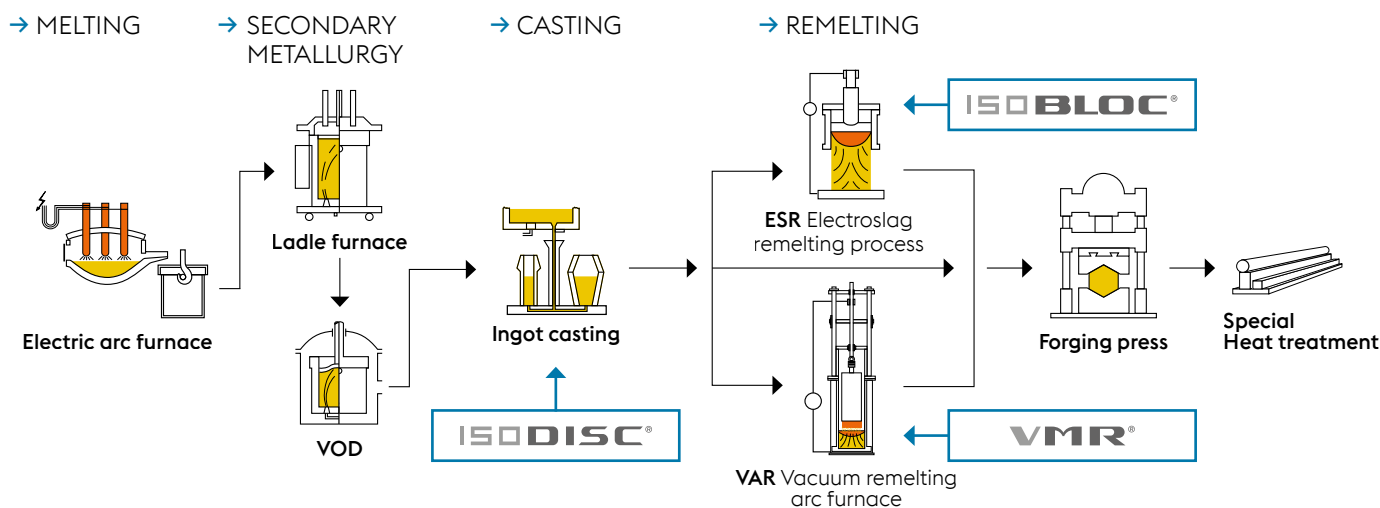 → MELTING
→ SECONDARY
METALLURGY
→ CASTING
→ REMELTING
ISOBLOC®
ESR Electroslag
remelting process
Ladle furnace
Electric arc furnace
Ingot casting
Forging press
Special
Heat treatment
ISODISC®
VMR®
VOD
VAR Vacuum remelting
arc furnace